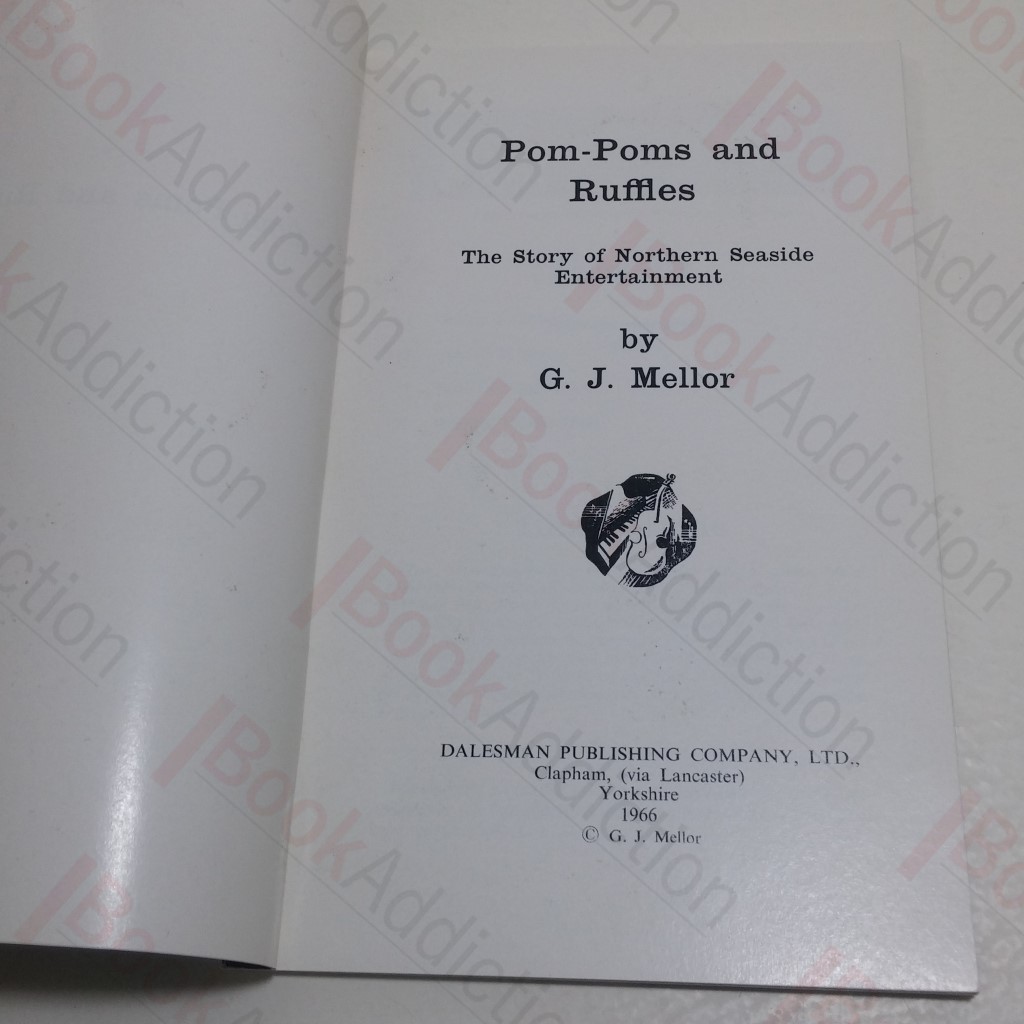 Pom-Poms and
Ruffles
The Story of Northern Seaside
Entertainment
by
G. J. Mellor
DALESMAN PUBLISHING COMPANY, LTD.,
Clapham, (via Lancaster)
Yorkshire
1966
© G. J. Mellor
BookAddiction